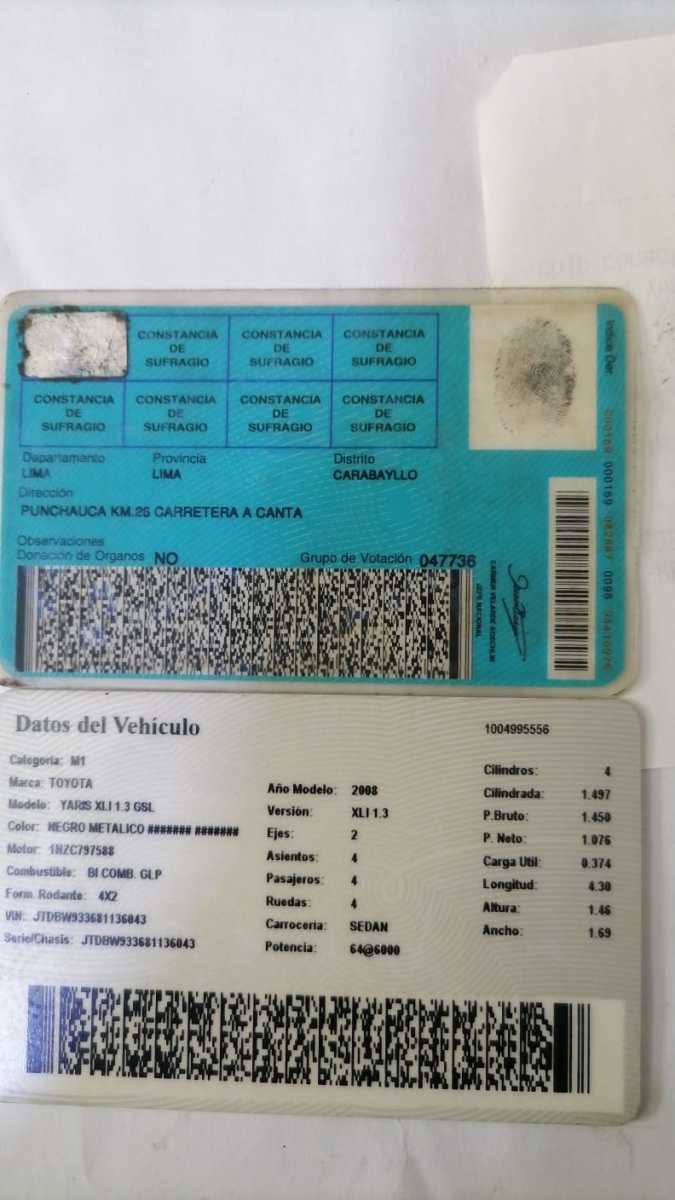 CONSTANCIA DE SUFRAGIO
CONSTANCIA DE SUFRAGIO
CONSTANCIA DE SUFRAGIO
CONSTANCIA DE SUFRAGIO
CONSTANCIA DE SUFRAGIO
CONSTANCIA DE SUFRAGIO
CONSTANCIA DE SUFRAGIO
Indice Der.
Departamento Provincia Distrito
LIMA LIMA CARABAYLLO
Dirección
PUNCHAUCA KM.26 CARRETERA A CANTA
Observaciones
Donación de Organos NO Grupo de Votación 047736
JEFE NACIONAL
Datos del Vehículo
1004995556
Categoria: M1
Marca: TOYOTA
Modelo: YARIS XLI 1.3 GSL
Color: NEGRO METALICO ####### #######
Motor: 1NZC797588
Combustible: BI COMB. GLP
Form. Rodante: 4X2
VIN: JTDBW933681136043
Serie/Chasis: JTDBW933681136043
Año Modelo: 2008
Versión: XLI 1.3
Ejes: 2
Asientos: 4
Pasajeros: 4
Ruedas: 4
Carroceria: SEDAN
Potencia: 64@6000
Cilindros: 4
Cilindrada: 1.497
P.Bruto: 1.450
P. Neto: 1.076
Carga Util: 0.374
Longitud: 4.30
Altura: 1.46
Ancho: 1.69